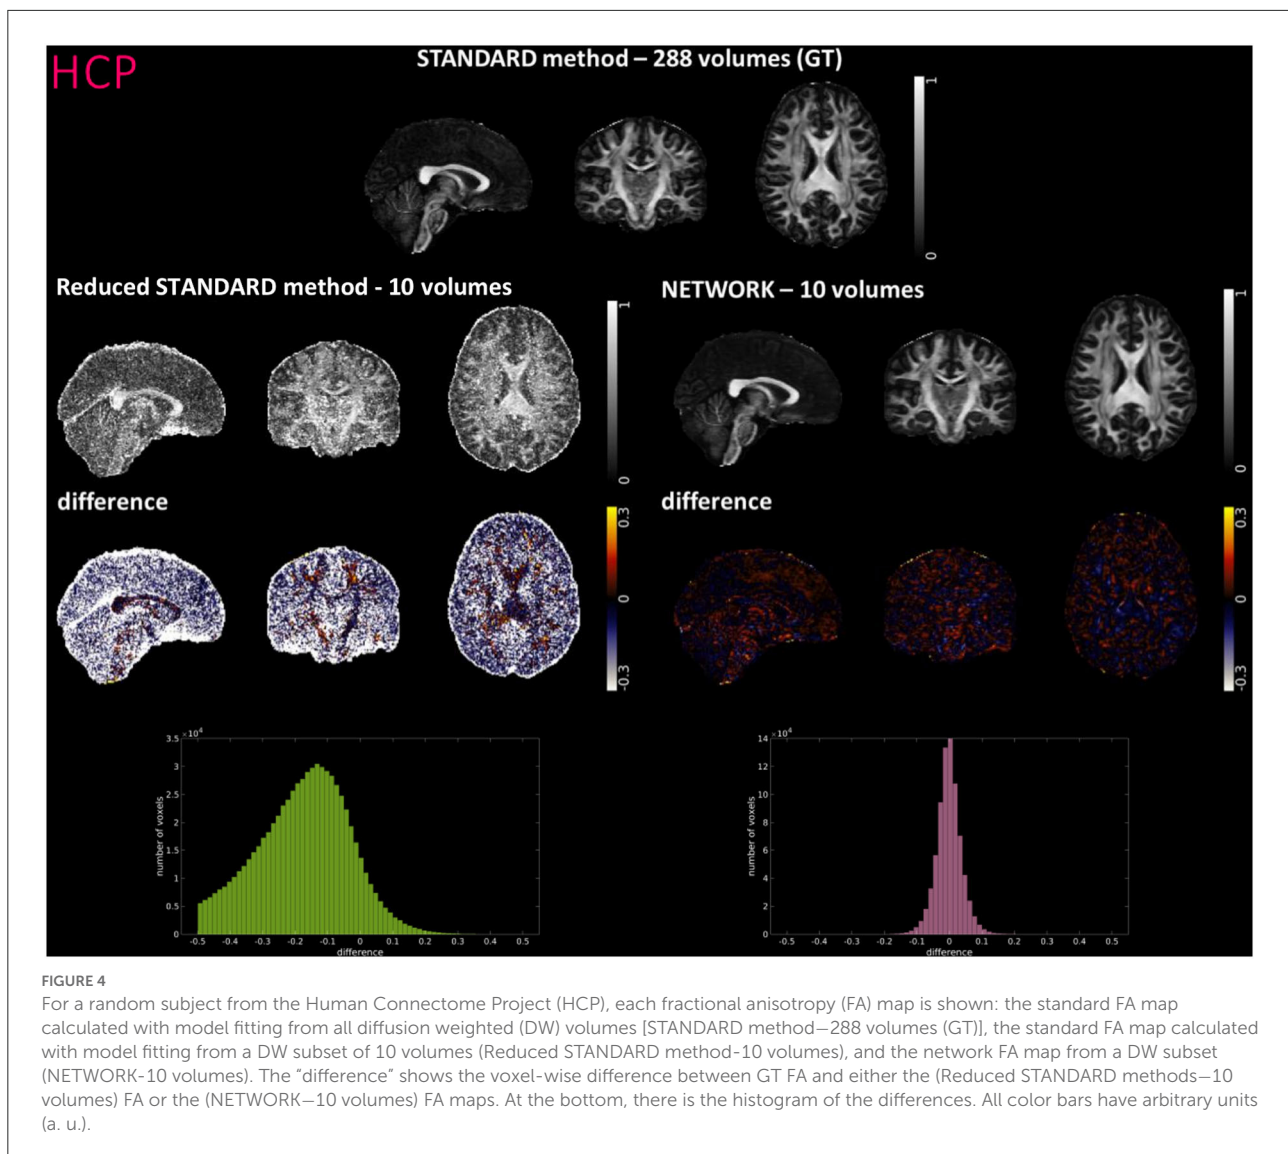 HCP
STANDARD method – 288 volumes (GT)
1
0
Reduced STANDARD method - 10 volumes
1
0
NETWORK – 10 volumes
1
0
difference
0.3
0
-0.3
difference
0.3
0
-0.3
×10⁴
3.5
3
2.5
2
1.5
1
0.5
0
number of voxels
-0.5 -0.4 -0.3 -0.2 -0.1 0 0.1 0.2 0.3 0.4 0.5
difference
×10⁴
14
12
10
8
6
4
2
0
number of voxels
-0.5 -0.4 -0.3 -0.2 -0.1 0 0.1 0.2 0.3 0.4 0.5
difference
FIGURE 4
For a random subject from the Human Connectome Project (HCP), each fractional anisotropy (FA) map is shown: the standard FA map
calculated with model fitting from all diffusion weighted (DW) volumes [STANDARD method—288 volumes (GT)], the standard FA map calculated
with model fitting from a DW subset of 10 volumes (Reduced STANDARD method-10 volumes), and the network FA map from a DW subset
(NETWORK-10 volumes). The "difference" shows the voxel-wise difference between GT FA and either the (Reduced STANDARD methods—10
volumes) FA or the (NETWORK—10 volumes) FA maps. At the bottom, there is the histogram of the differences. All color bars have arbitrary units
(a. u.).